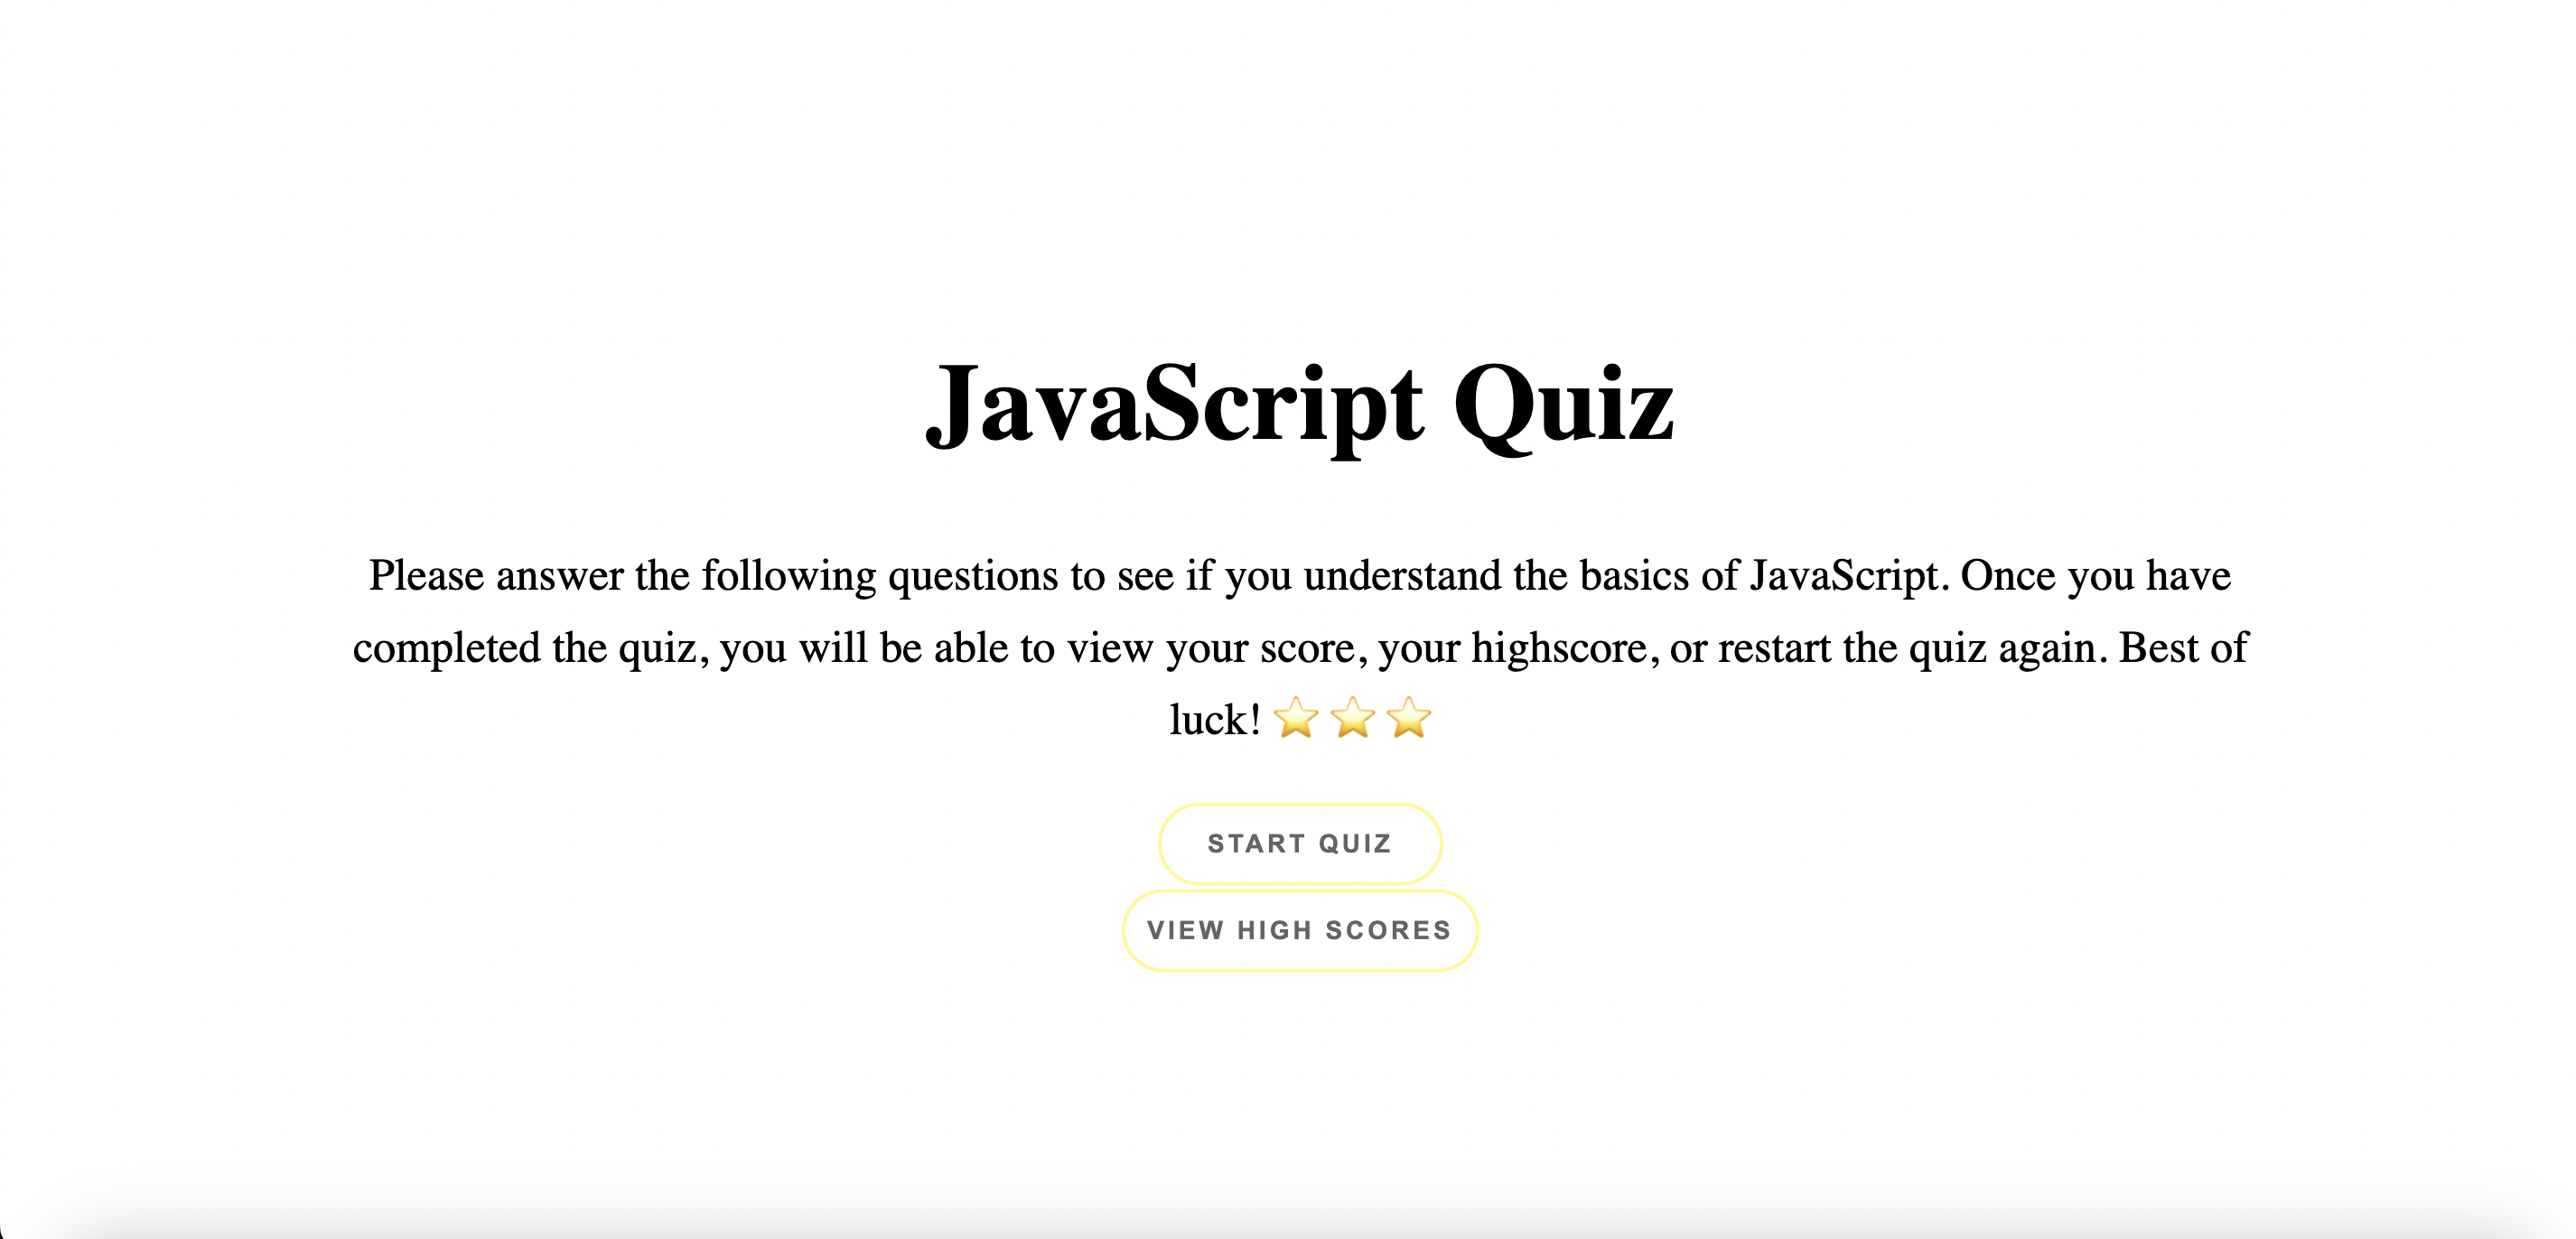 JavaScript Quiz
Please answer the following questions to see if you understand the basics of JavaScript. Once you have
completed the quiz, you will be able to view your score, your highscore, or restart the quiz again. Best of
luck! ⭐ ⭐ ⭐
START QUIZ
VIEW HIGH SCORES